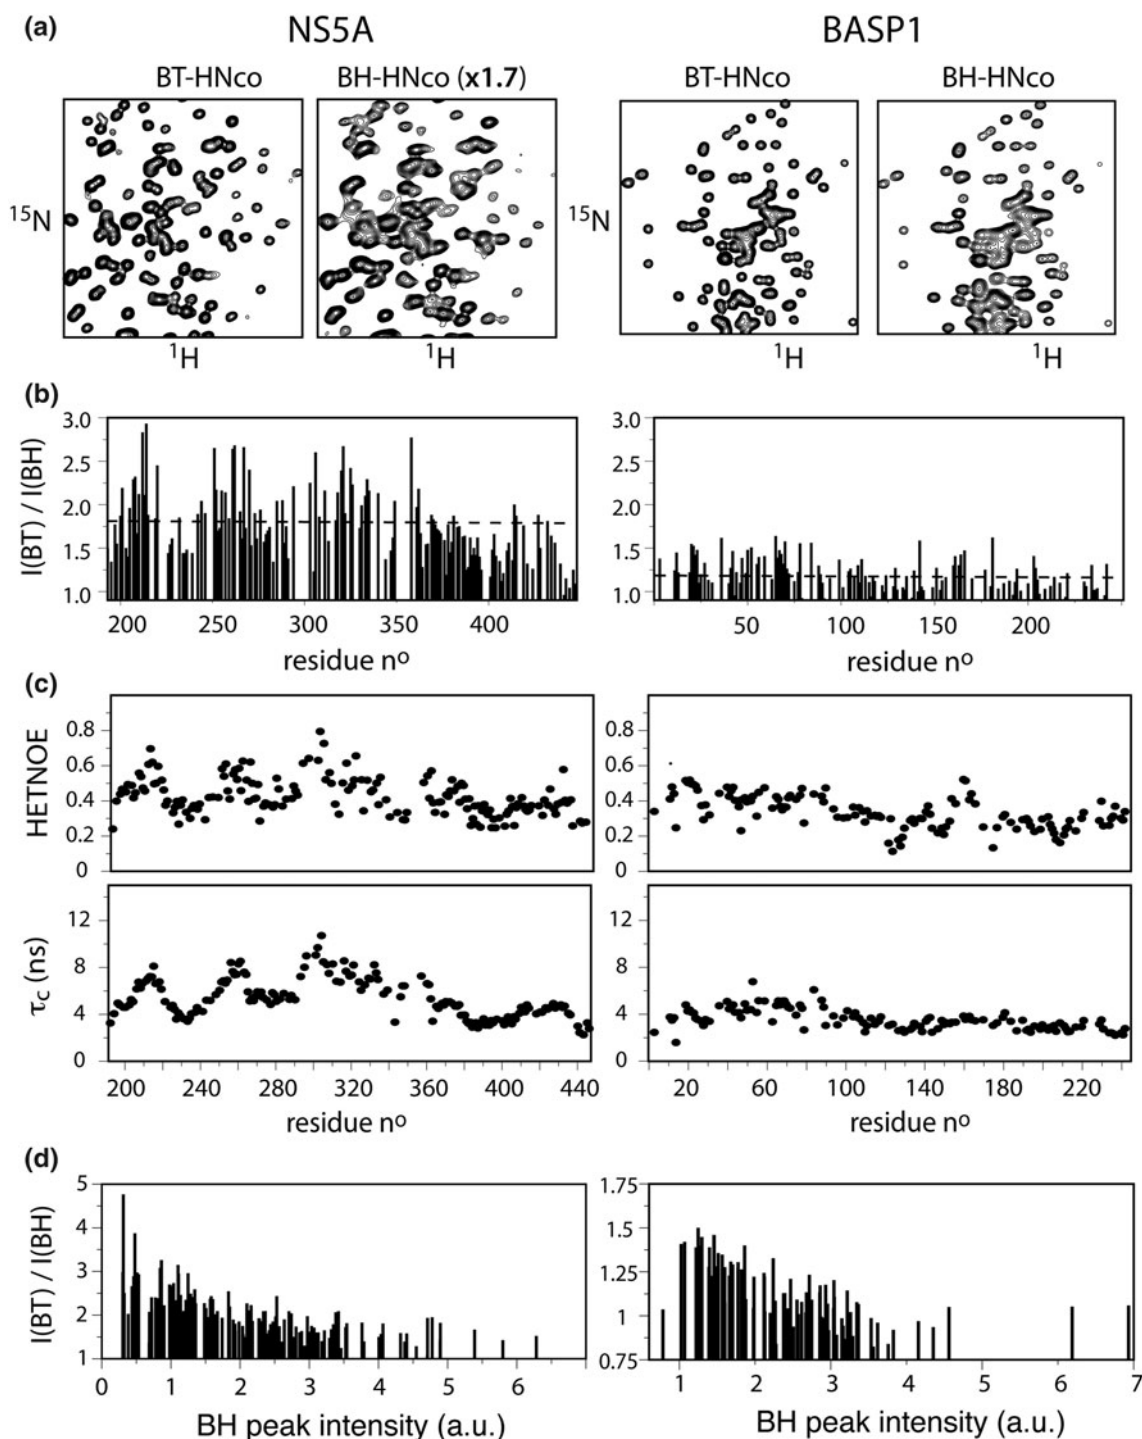 (a) NS5A BASP1
BT-HNco BH-HNco (x1.7) BT-HNco BH-HNco
15N 15N
1H 1H 1H 1H
(b)
I(BT) / I(BH)
3.0
2.5
2.0
1.5
1.0
200 250 300 350 400
residue nº
3.0
2.5
2.0
1.5
1.0
50 100 150 200
residue nº
(c)
HETNOE
0.8
0.6
0.4
0.2
0
0.8
0.6
0.4
0.2
0
τc (ns)
12
8
4
0
200 240 280 320 360 400 440
residue nº
12
8
4
0
20 60 100 140 180 220
residue nº
(d)
I(BT) / I(BH)
5
4
3
2
1
0 1 2 3 4 5 6
BH peak intensity (a.u.)
1.75
1.5
1.25
1
0.75
1 2 3 4 5 6 7
BH peak intensity (a.u.)